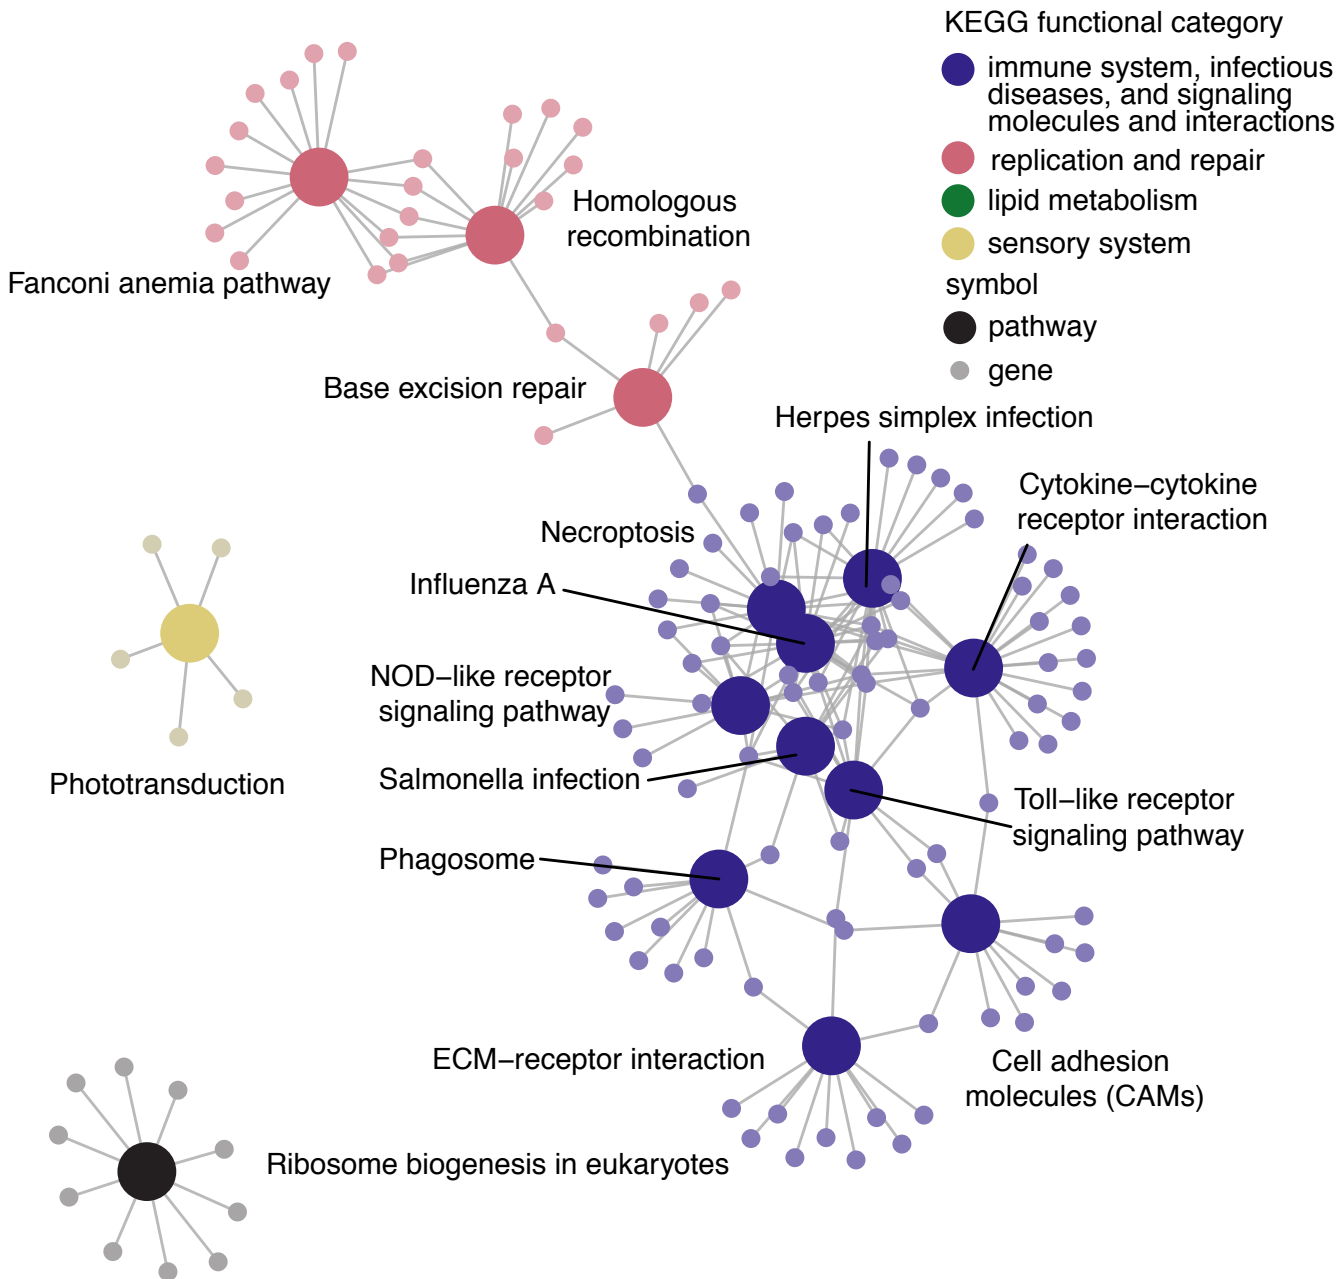 KEGG functional category
immune system, infectious
diseases, and signaling
molecules and interactions
replication and repair
lipid metabolism
sensory system
symbol
pathway
gene
Homologous
recombination
Fanconi anemia pathway
Base excision repair
Herpes simplex infection
Cytokine−cytokine
receptor interaction
Necroptosis
Influenza A
NOD−like receptor
signaling pathway
Salmonella infection
Phototransduction
Toll−like receptor
signaling pathway
Phagosome
ECM−receptor interaction
Cell adhesion
molecules (CAMs)
Ribosome biogenesis in eukaryotes